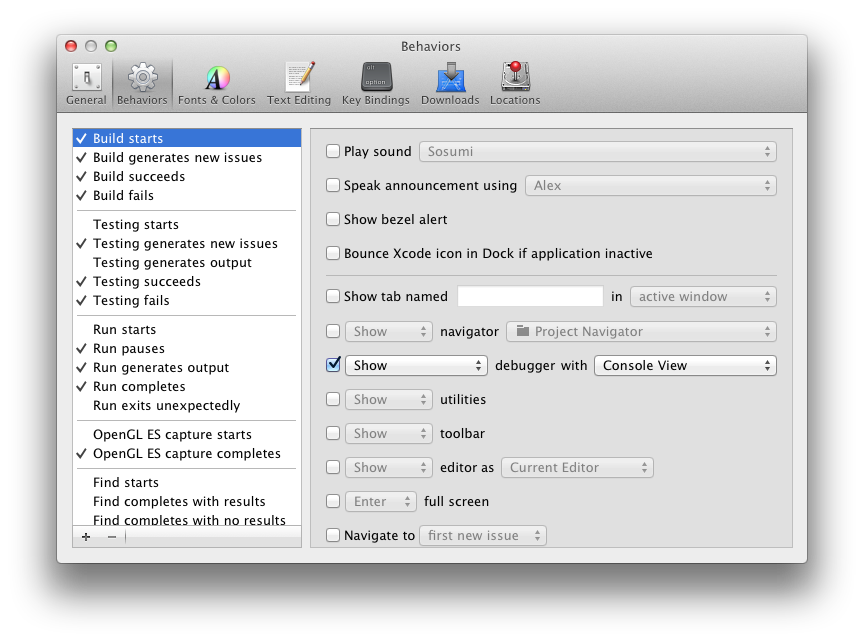 Behaviors
General Behaviors Fonts & Colors Text Editing Key Bindings Downloads Locations
alt
option
Build starts
Build generates new issues
Build succeeds
Build fails
Testing starts
Testing generates new issues
Testing generates output
Testing succeeds
Testing fails
Run starts
Run pauses
Run generates output
Run completes
Run exits unexpectedly
OpenGL ES capture starts
OpenGL ES capture completes
Find starts
Find completes with results
Find completes with no results
+ −
Play sound Sosumi
Speak announcement using Alex
Show bezel alert
Bounce Xcode icon in Dock if application inactive
Show tab named in active window
Show navigator Project Navigator
Show debugger with Console View
Show utilities
Show toolbar
Show editor as Current Editor
Enter full screen
Navigate to first new issue